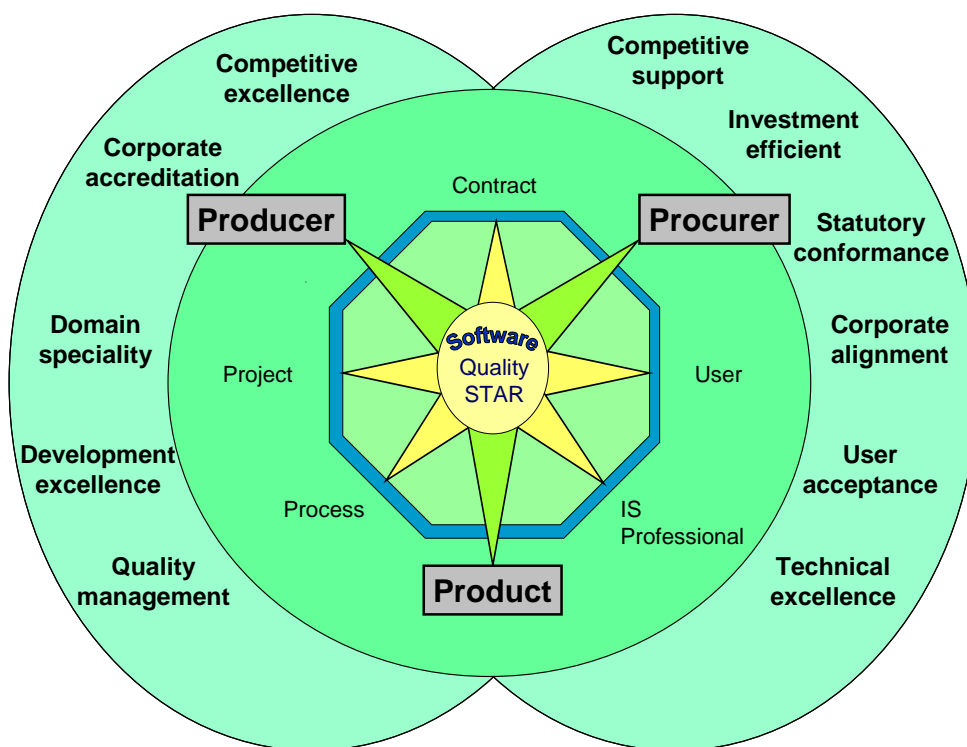 Competitive
excellence
Competitive
support
Corporate
accreditation
Investment
efficient
Contract
Producer
Procurer
Statutory
conformance
Domain
speciality
Software
Quality
STAR
Project
User
Corporate
alignment
Development
excellence
User
acceptance
Process
IS
Professional
Quality
management
Product
Technical
excellence